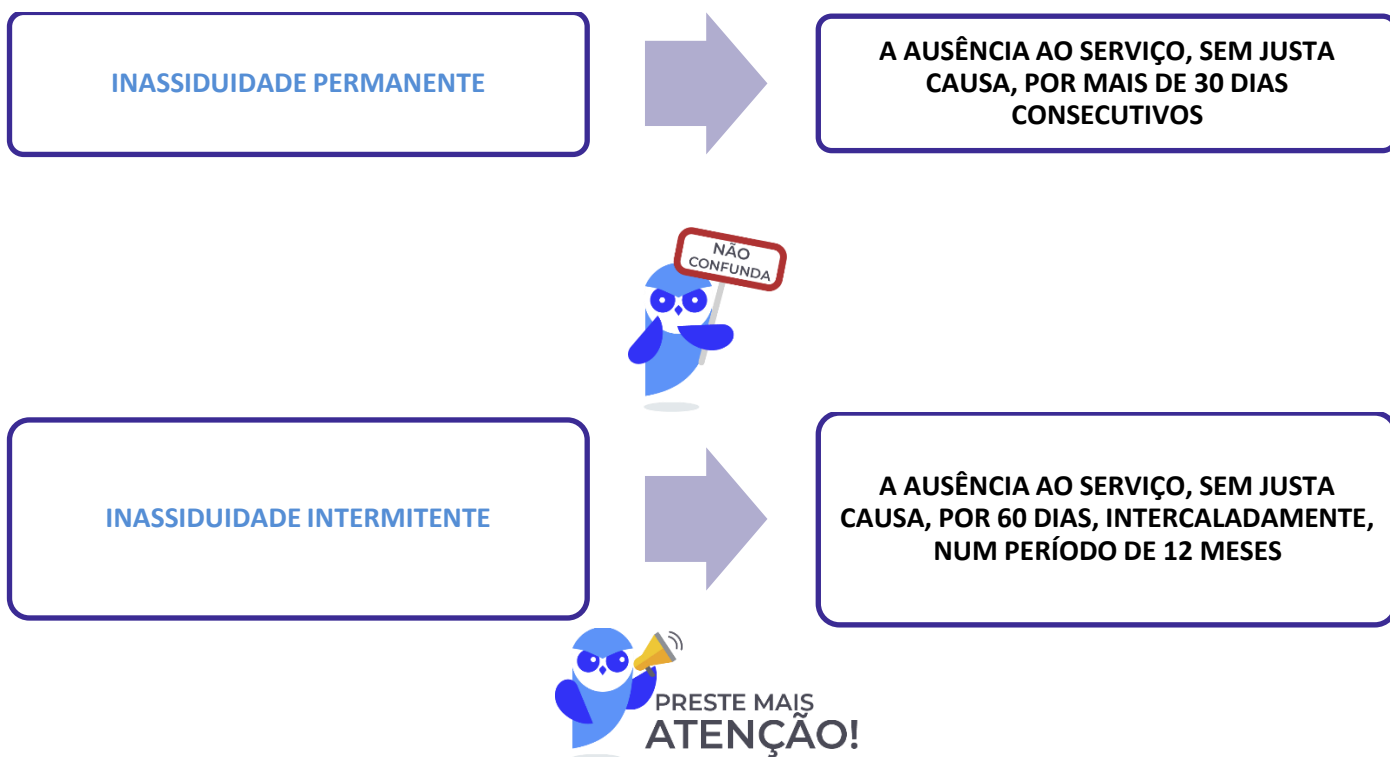 INASSIDUIDADE PERMANENTE
A AUSÊNCIA AO SERVIÇO, SEM JUSTA
CAUSA, POR MAIS DE 30 DIAS
CONSECUTIVOS
NÃO
CONFUNDA
INASSIDUIDADE INTERMITENTE
A AUSÊNCIA AO SERVIÇO, SEM JUSTA
CAUSA, POR 60 DIAS, INTERCALADAMENTE,
NUM PERÍODO DE 12 MESES
PRESTE MAIS
ATENÇÃO!